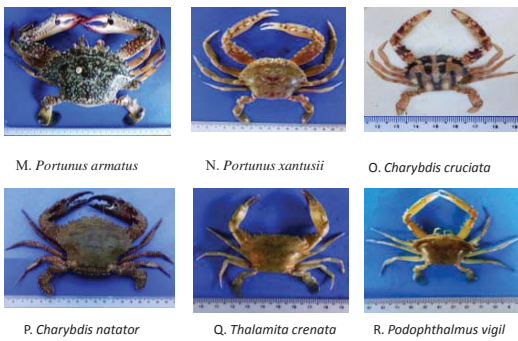 M. Portunus armatus
N. Portunus xantusii
O. Charybdis cruciata
P. Charybdis natator
Q. Thalamita crenata
R. Podophthalmus vigil